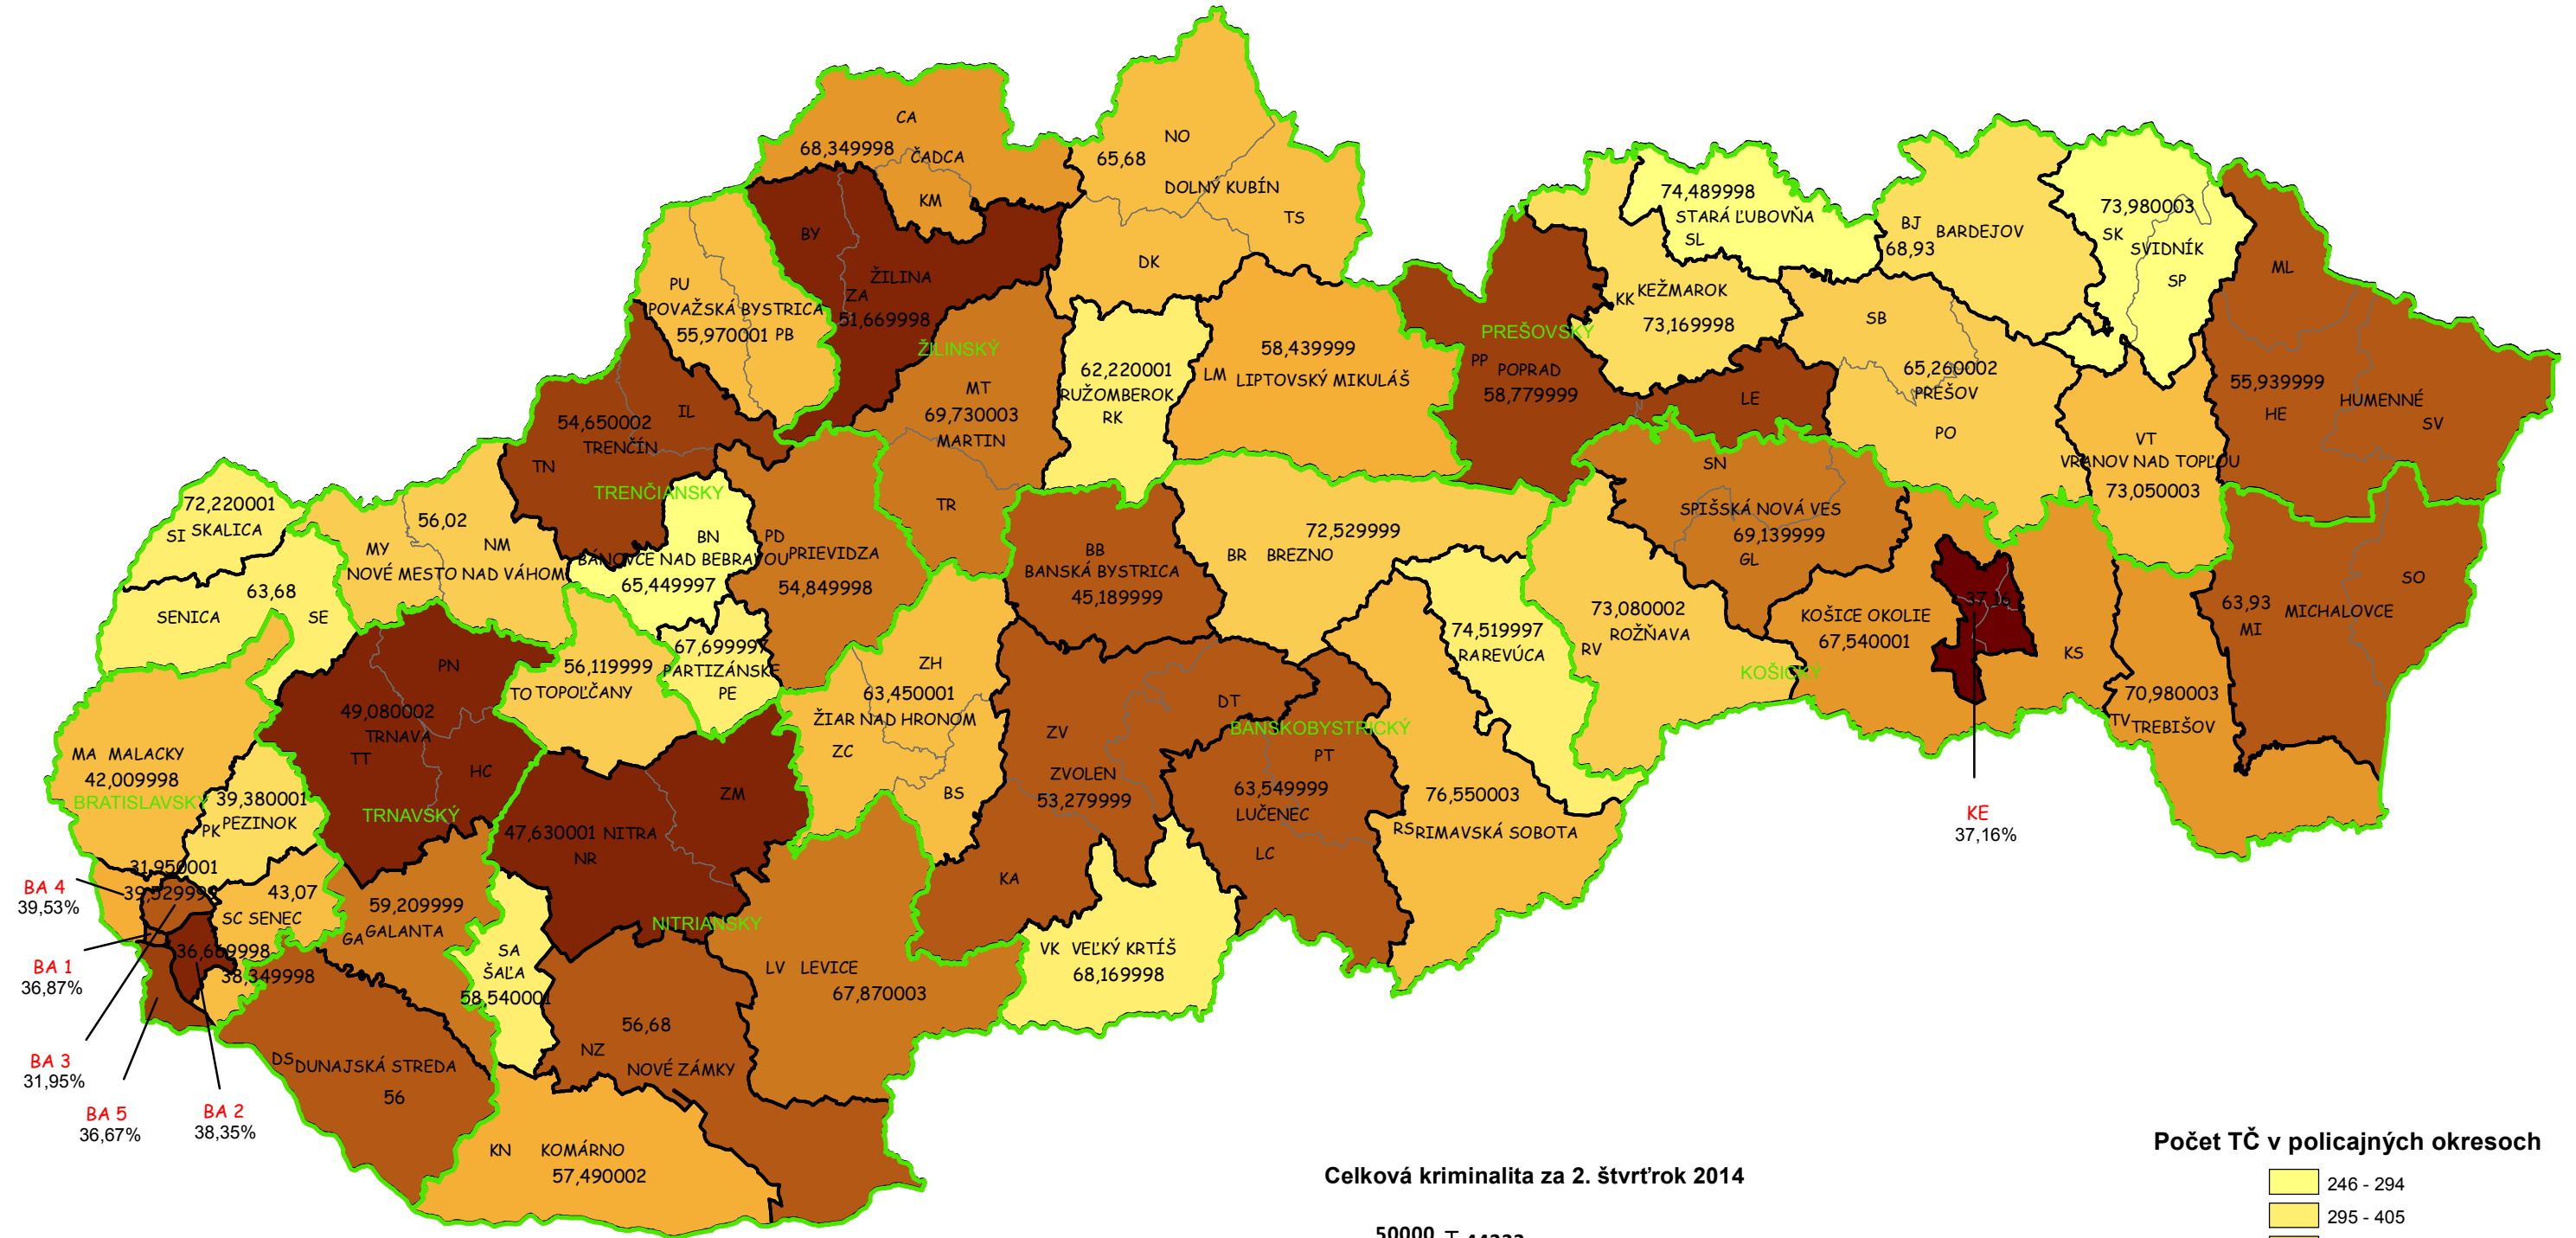 CA
68,349998 ČADCA
KM
NO
65,68
DOLNÝ KUBÍN
TS
DK
BY
ŽILINA
ZA
51,669998
ŽILINSKÝ
PU
POVAŽSKÁ BYSTRICA
55,970001 PB
MT
69,730003
MARTIN
TR
62,220001
RUŽOMBEROK
RK
58,439999
LM LIPTOVSKÝ MIKULÁŠ
PREŠOVSKÝ
PP POPRAD
58,779999
LE
KK KEŽMAROK
73,169998
74,489998
STARÁ ĽUBOVŇA
SL
BJ BARDEJOV
68,93
73,980003
SK
SVIDNÍK
SP
SB
65,260002
PREŠOV
PO
ML
55,939999
HUMENNÉ
HE
SV
VT
VRANOV NAD TOPĽOU
73,050003
54,650002
TRENČÍN
IL
TN
TRENČIANSKY
72,220001
SI SKALICA
63,68
SENICA
SE
56,02
MY
NM
NOVÉ MESTO NAD VÁHOM
BN
BÁNOVCE NAD BEBRAVOU
65,449997
PD PRIEVIDZA
54,849998
67,699997
PARTIZÁNSKE
PE
56,119999
TO TOPOĽČANY
PN
49,080002
TRNAVA
TT
HC
TRNAVSKÝ
MA MALACKY
42,009998
BRATISLAVSKÝ
39,380001
PK PEZINOK
31,950001
39,529999
43,07
SC SENEC
36,669998
38,349998
BA 4
39,53%
BA 1
36,87%
BA 3
31,95%
BA 5
36,67%
BA 2
38,35%
59,209999
GA GALANTA
DS DUNAJSKÁ STREDA
56
SA
ŠAĽA
58,540001
47,630001 NITRA
NR
ZM
NITRIANSKY
LV LEVICE
67,870003
56,68
NZ
NOVÉ ZÁMKY
KN KOMÁRNO
57,490002
ZH
63,450001
ŽIAR NAD HRONOM
ZC
BS
BB
BANSKÁ BYSTRICA
45,189999
72,529999
BR BREZNO
ZV
ZVOLEN
53,279999
DT
KA
BANSKOBYSTRICKÝ
PT
63,549999
LUČENEC
LC
VK VEĽKÝ KRTÍŠ
68,169998
74,519997
RA REVÚCA
76,550003
RS RIMAVSKÁ SOBOTA
73,080002
RV ROŽŇAVA
SN
SPIŠSKÁ NOVÁ VES
69,139999
GL
KOŠICKÝ
KOŠICE OKOLIE
67,540001
37,16
KS
KE
37,16%
70,980003
TV TREBIŠOV
63,93 MICHALOVCE
MI
SO
Celková kriminalita za 2. štvrťrok 2014
Počet TČ v policajných okresoch
246 - 294
295 - 405